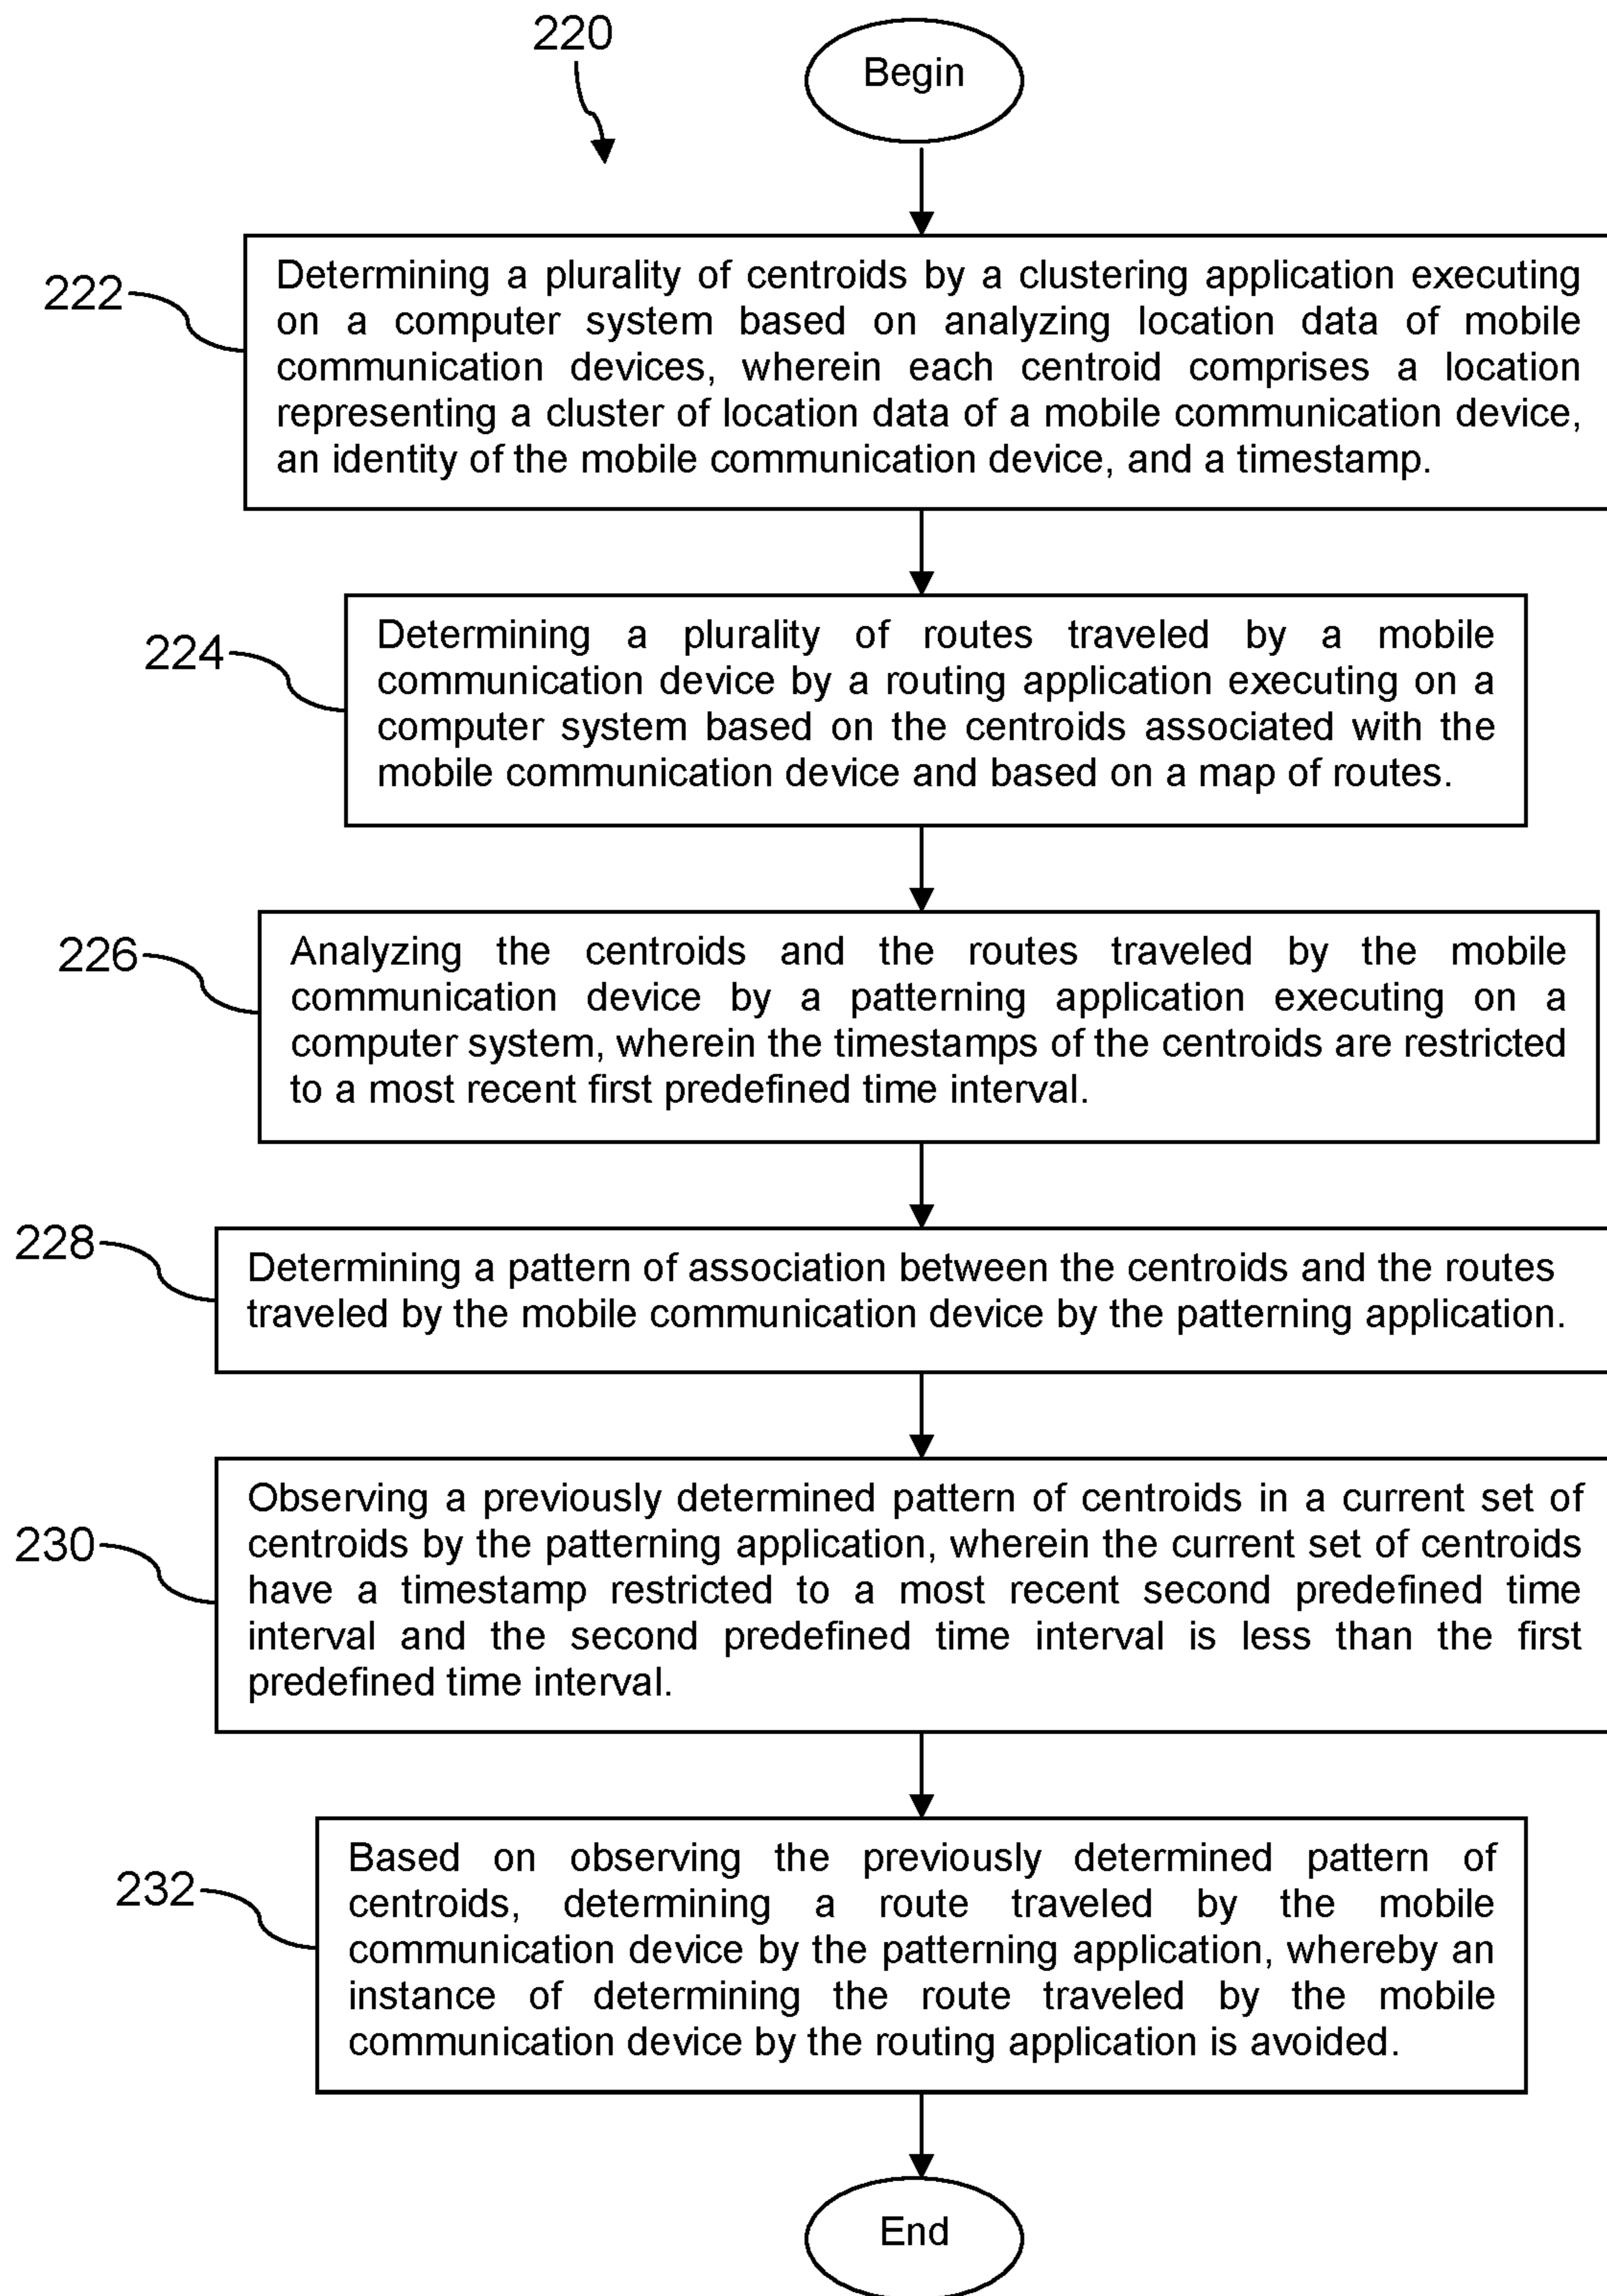 220
Begin
222
Determining a plurality of centroids by a clustering application executing
on a computer system based on analyzing location data of mobile
communication devices, wherein each centroid comprises a location
representing a cluster of location data of a mobile communication device,
an identity of the mobile communication device, and a timestamp.
224
Determining a plurality of routes traveled by a mobile
communication device by a routing application executing on a
computer system based on the centroids associated with the
mobile communication device and based on a map of routes.
226
Analyzing the centroids and the routes traveled by the mobile
communication device by a patterning application executing on a
computer system, wherein the timestamps of the centroids are restricted
to a most recent first predefined time interval.
228
Determining a pattern of association between the centroids and the routes
traveled by the mobile communication device by the patterning application.
230
Observing a previously determined pattern of centroids in a current set of
centroids by the patterning application, wherein the current set of centroids
have a timestamp restricted to a most recent second predefined time
interval and the second predefined time interval is less than the first
predefined time interval.
232
Based on observing the previously determined pattern of
centroids, determining a route traveled by the mobile
communication device by the patterning application, whereby an
instance of determining the route traveled by the mobile
communication device by the routing application is avoided.
End